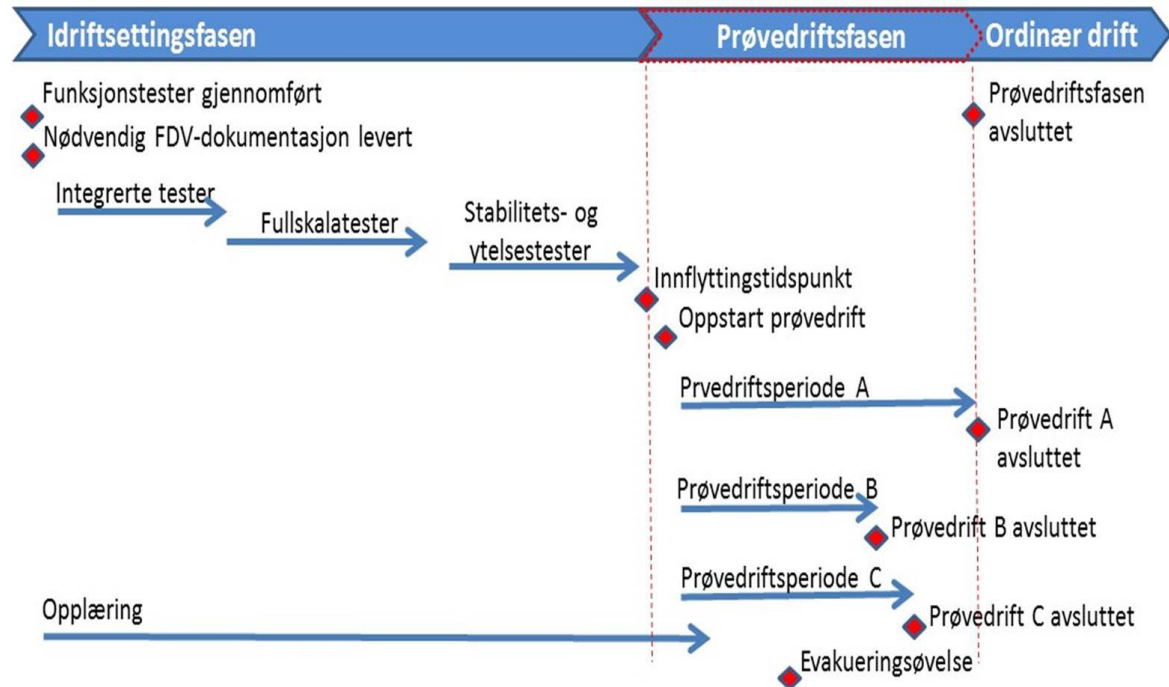 Idriftsettingsfasen
Prøvedriftsfasen
Ordinær drift
Funksjonstester gjennomført
Nødvendig FDV-dokumentasjon levert
Prøvedriftsfasen
avsluttet
Integrerte tester
Fullskalatester
Stabilitets- og
ytelsestester
Innflyttingstidspunkt
Oppstart prøvedrift
Prvedriftsperiode A
Prøvedrift A
avsluttet
Prøvedriftsperiode B
Prøvedrift B avsluttet
Prøvedriftsperiode C
Opplæring
Prøvedrift C avsluttet
Evakueringsøvelse